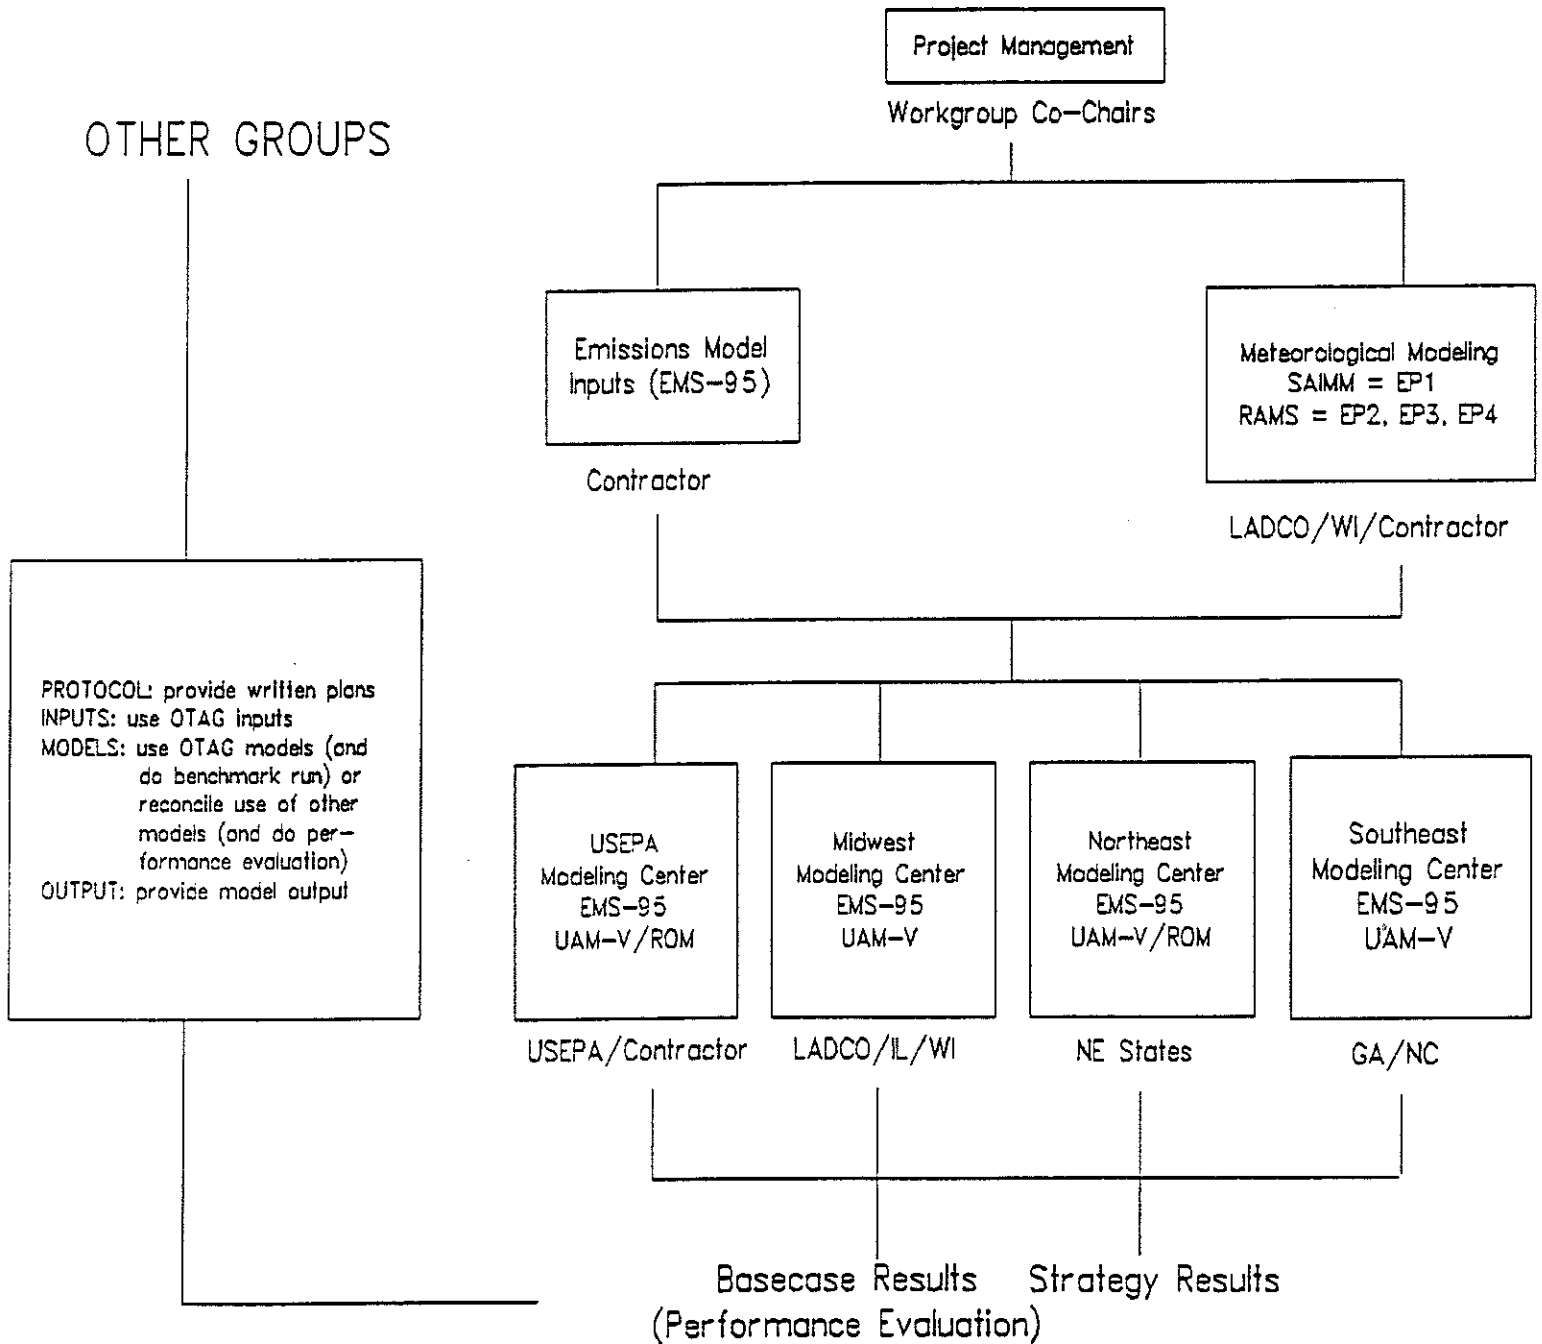 Project Management
Workgroup Co-Chairs
OTHER GROUPS
Emissions Model
Inputs (EMS-95)
Contractor
Meteorological Modeling
SAIMM = EP1
RAMS = EP2, EP3, EP4
LADCO/WI/Contractor
PROTOCOL: provide written plans
INPUTS: use OTAG inputs
MODELS: use OTAG models (and
do benchmark run) or
reconcile use of other
models (and do per-
formance evaluation)
OUTPUT: provide model output
USEPA
Modeling Center
EMS-95
UAM-V/ROM
USEPA/Contractor
Midwest
Modeling Center
EMS-95
UAM-V
LADCO/IL/WI
Northeast
Modeling Center
EMS-95
UAM-V/ROM
NE States
Southeast
Modeling Center
EMS-95
UAM-V
GA/NC
Basecase Results
(Performance Evaluation)
Strategy Results